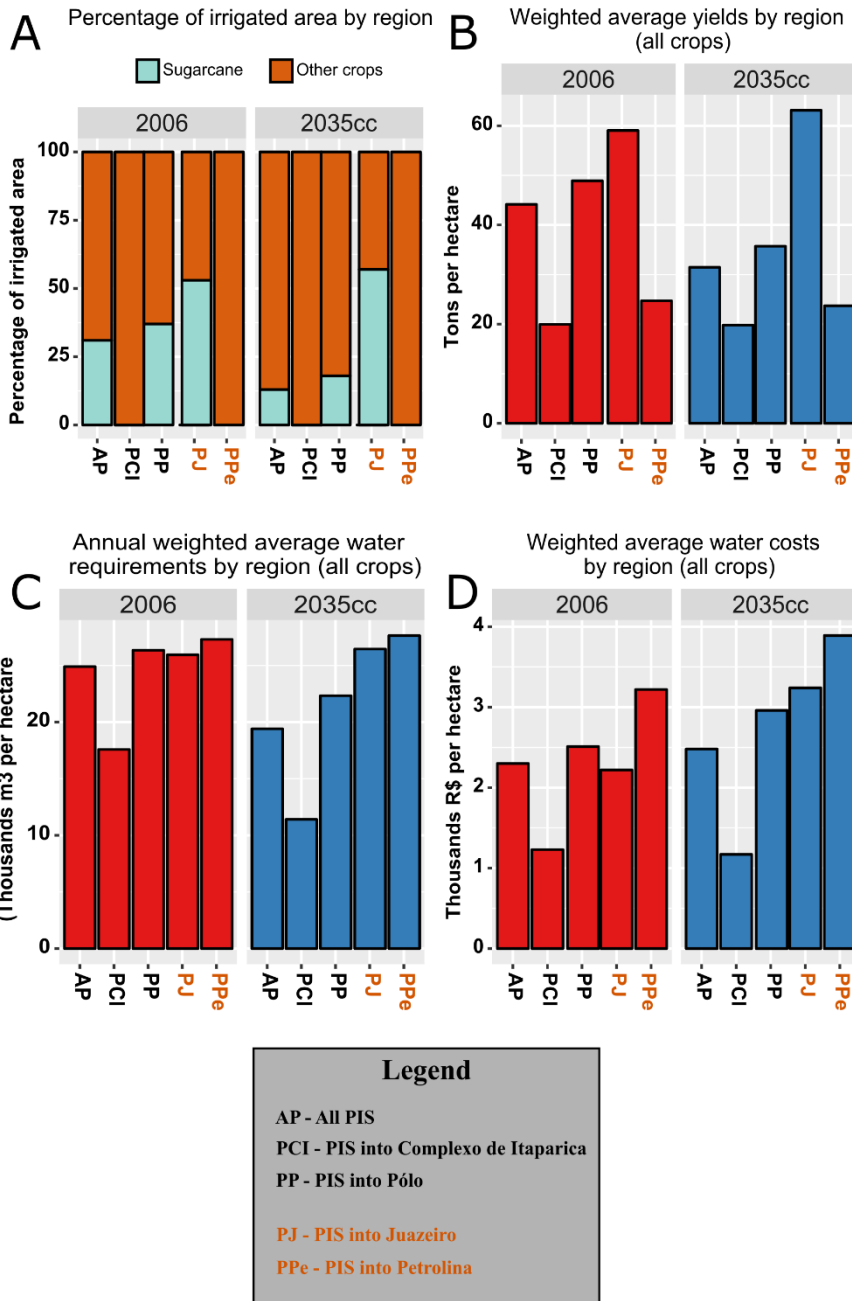 A
Percentage of irrigated area by region
Sugarcane
Other crops
2006
2035cc
Percentage of irrigated area
100
75
50
25
0
AP
PCI
PP
PJ
PPe
AP
PCI
PP
PJ
PPe
B
Weighted average yields by region
(all crops)
2006
2035cc
Tons per hectare
60
40
20
0
AP
PCI
PP
PJ
PPe
AP
PCI
PP
PJ
PPe
C
Annual weighted average water
requirements by region (all crops)
2006
2035cc
(Thousands m3 per hectare
20
10
0
AP
PCI
PP
PJ
PPe
AP
PCI
PP
PJ
PPe
D
Weighted average water costs
by region (all crops)
2006
2035cc
Thousands R$ per hectare
4
3
2
1
0
AP
PCI
PP
PJ
PPe
AP
PCI
PP
PJ
PPe
Legend
AP - All PIS
PCI - PIS into Complexo de Itaparica
PP - PIS into Pólo
PJ - PIS into Juazeiro
PPe - PIS into Petrolina